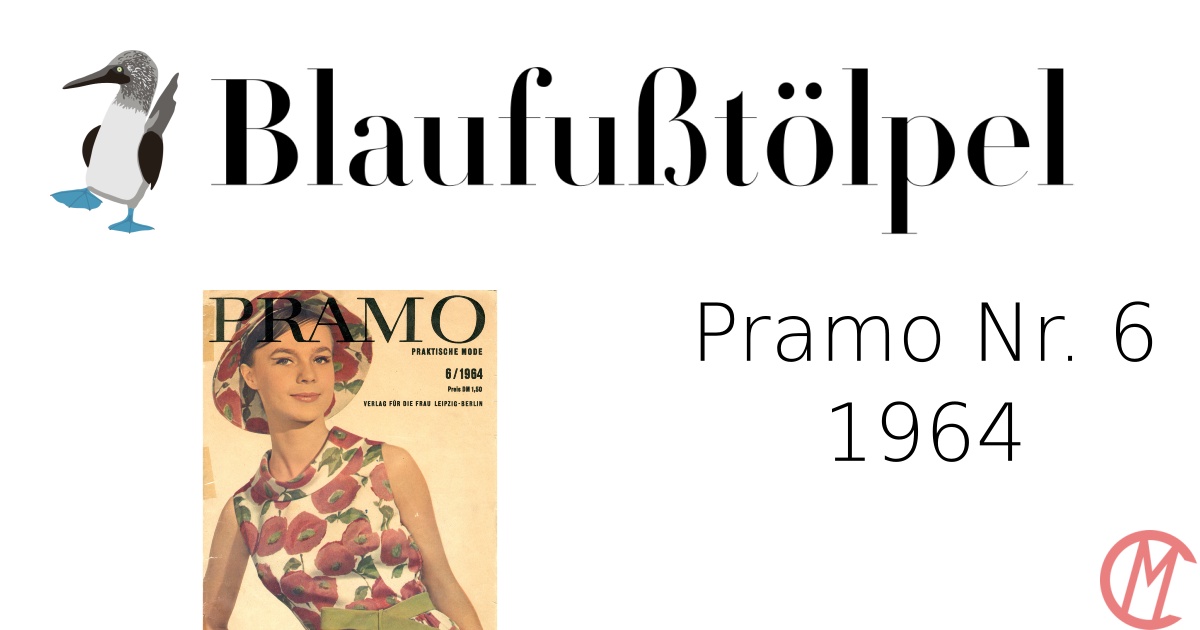 Blaufußtölpel
PRAMO
PRAKTISCHE MODE
6/1964
Preis DM 1,50
VERLAG FÜR DIE FRAU LEIPZIG-BERLIN
Pramo Nr. 6
1964
CM